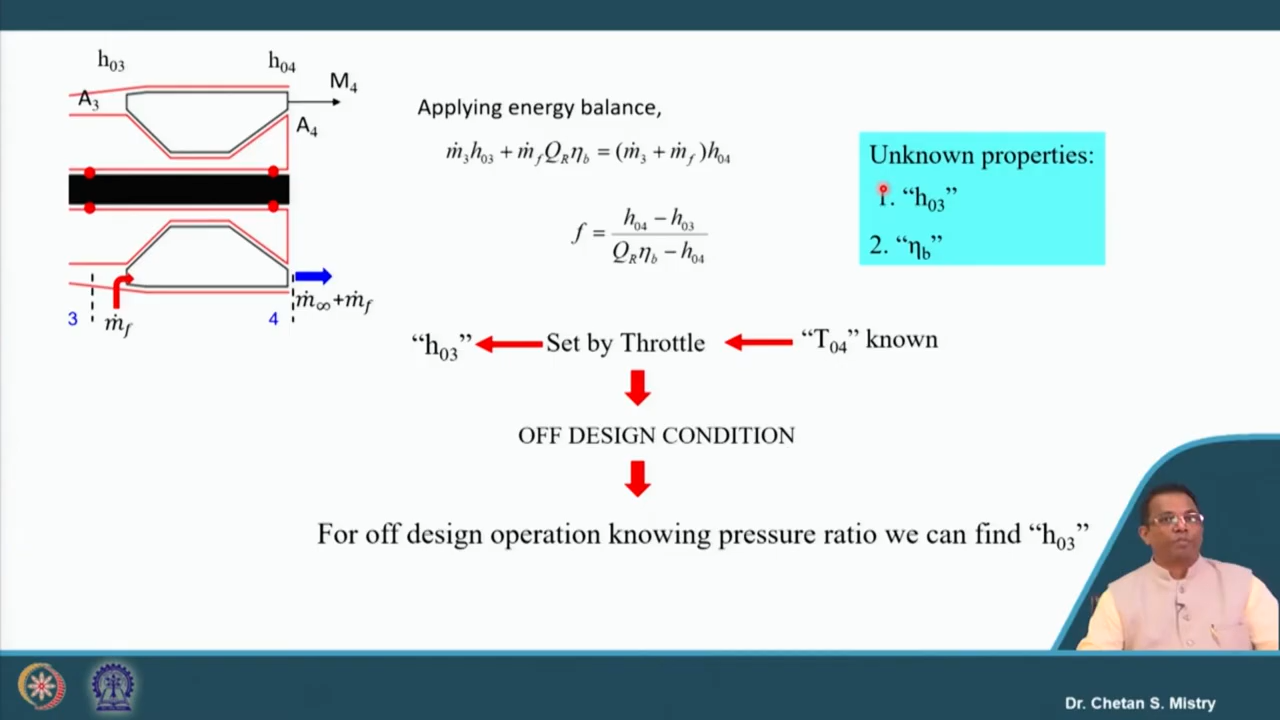 h₀₃
h₀₄
M₄
A₃
A₄
3
ṁ_f
4
ṁ_∞+ṁ_f
Applying energy balance,
ṁ₃h₀₃ + ṁ_f Q_R η_b = (ṁ₃ + ṁ_f)h₀₄
f = (h₀₄ − h₀₃) / (Q_R η_b − h₀₄)
Unknown properties:
1. “h₀₃”
2. “η_b”
“h₀₃” Set by Throttle “T₀₄” known
OFF DESIGN CONDITION
For off design operation knowing pressure ratio we can find “h₀₃”
Dr. Chetan S. Mistry